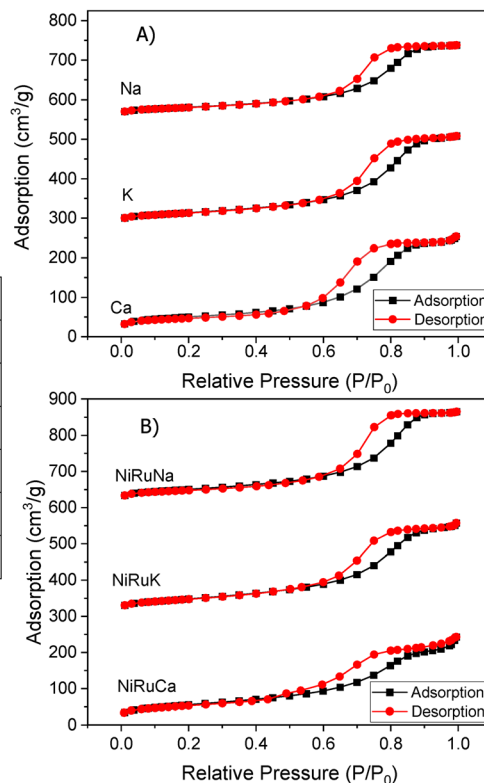 A)
800
700
600
500
400
300
200
100
0
Adsorption (cm³/g)
Na
K
Ca
Adsorption
Desorption
0.0 0.2 0.4 0.6 0.8 1.0
Relative Pressure (P/P₀)
B)
900
800
700
600
500
400
300
200
100
0
Adsorption (cm³/g)
NiRuNa
NiRuK
NiRuCa
Adsorption
Desorption
0.0 0.2 0.4 0.6 0.8 1.0
Relative Pressure (P/P₀)